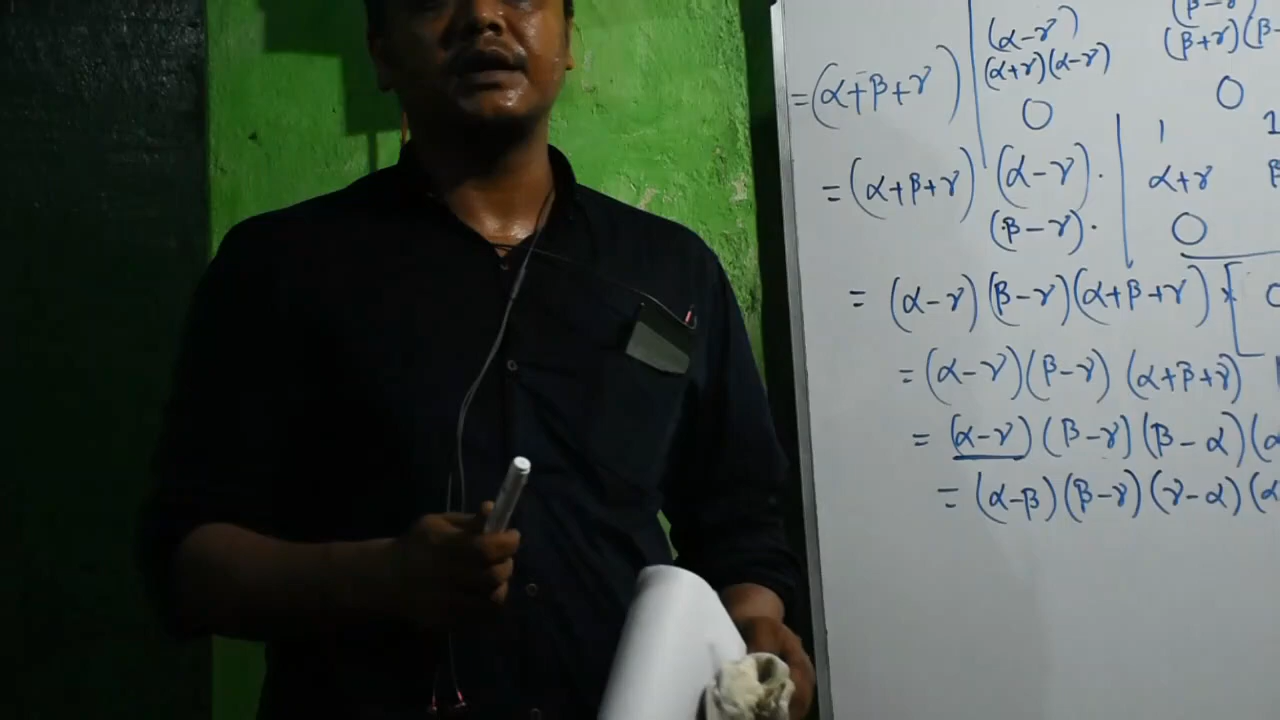 (α-γ) (β-γ)
=(α+β+γ) | (α+γ)(α-γ) (β+γ)(β-
0 0
=(α+β+γ) (α-γ). | 1 1
(β-γ). α+γ β
0
= (α-γ)(β-γ)(α+β+γ) [
= (α-γ)(β-γ) (α+β+γ)
= (α-γ)(β-γ)(β-α)(α
= (α-β)(β-γ)(γ-α)(α